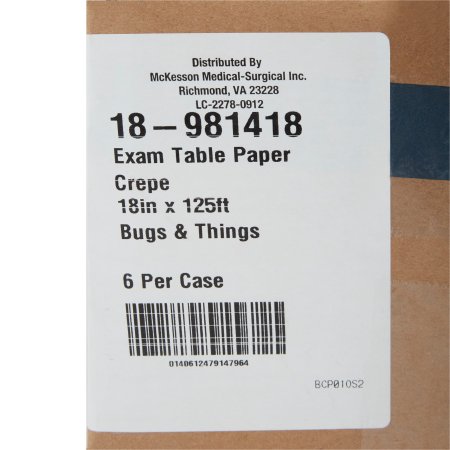 Distributed By
McKesson Medical-Surgical Inc.
Richmond, VA 23228
LC-2278-0912
18-981418
Exam Table Paper
Crepe
18in x 125ft
Bugs & Things
6 Per Case
0140612479147964
BCP010S2